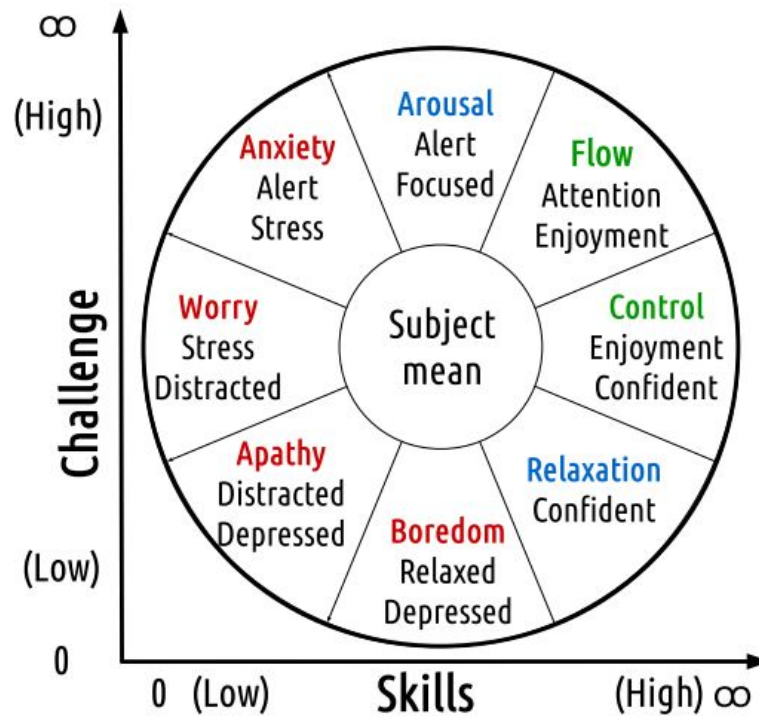 ∞
(High)
Challenge
(Low)
0
Arousal
Alert
Focused
Flow
Attention
Enjoyment
Control
Enjoyment
Confident
Relaxation
Confident
Boredom
Relaxed
Depressed
Apathy
Distracted
Depressed
Worry
Stress
Distracted
Anxiety
Alert
Stress
Subject
mean
0 (Low) Skills (High) ∞